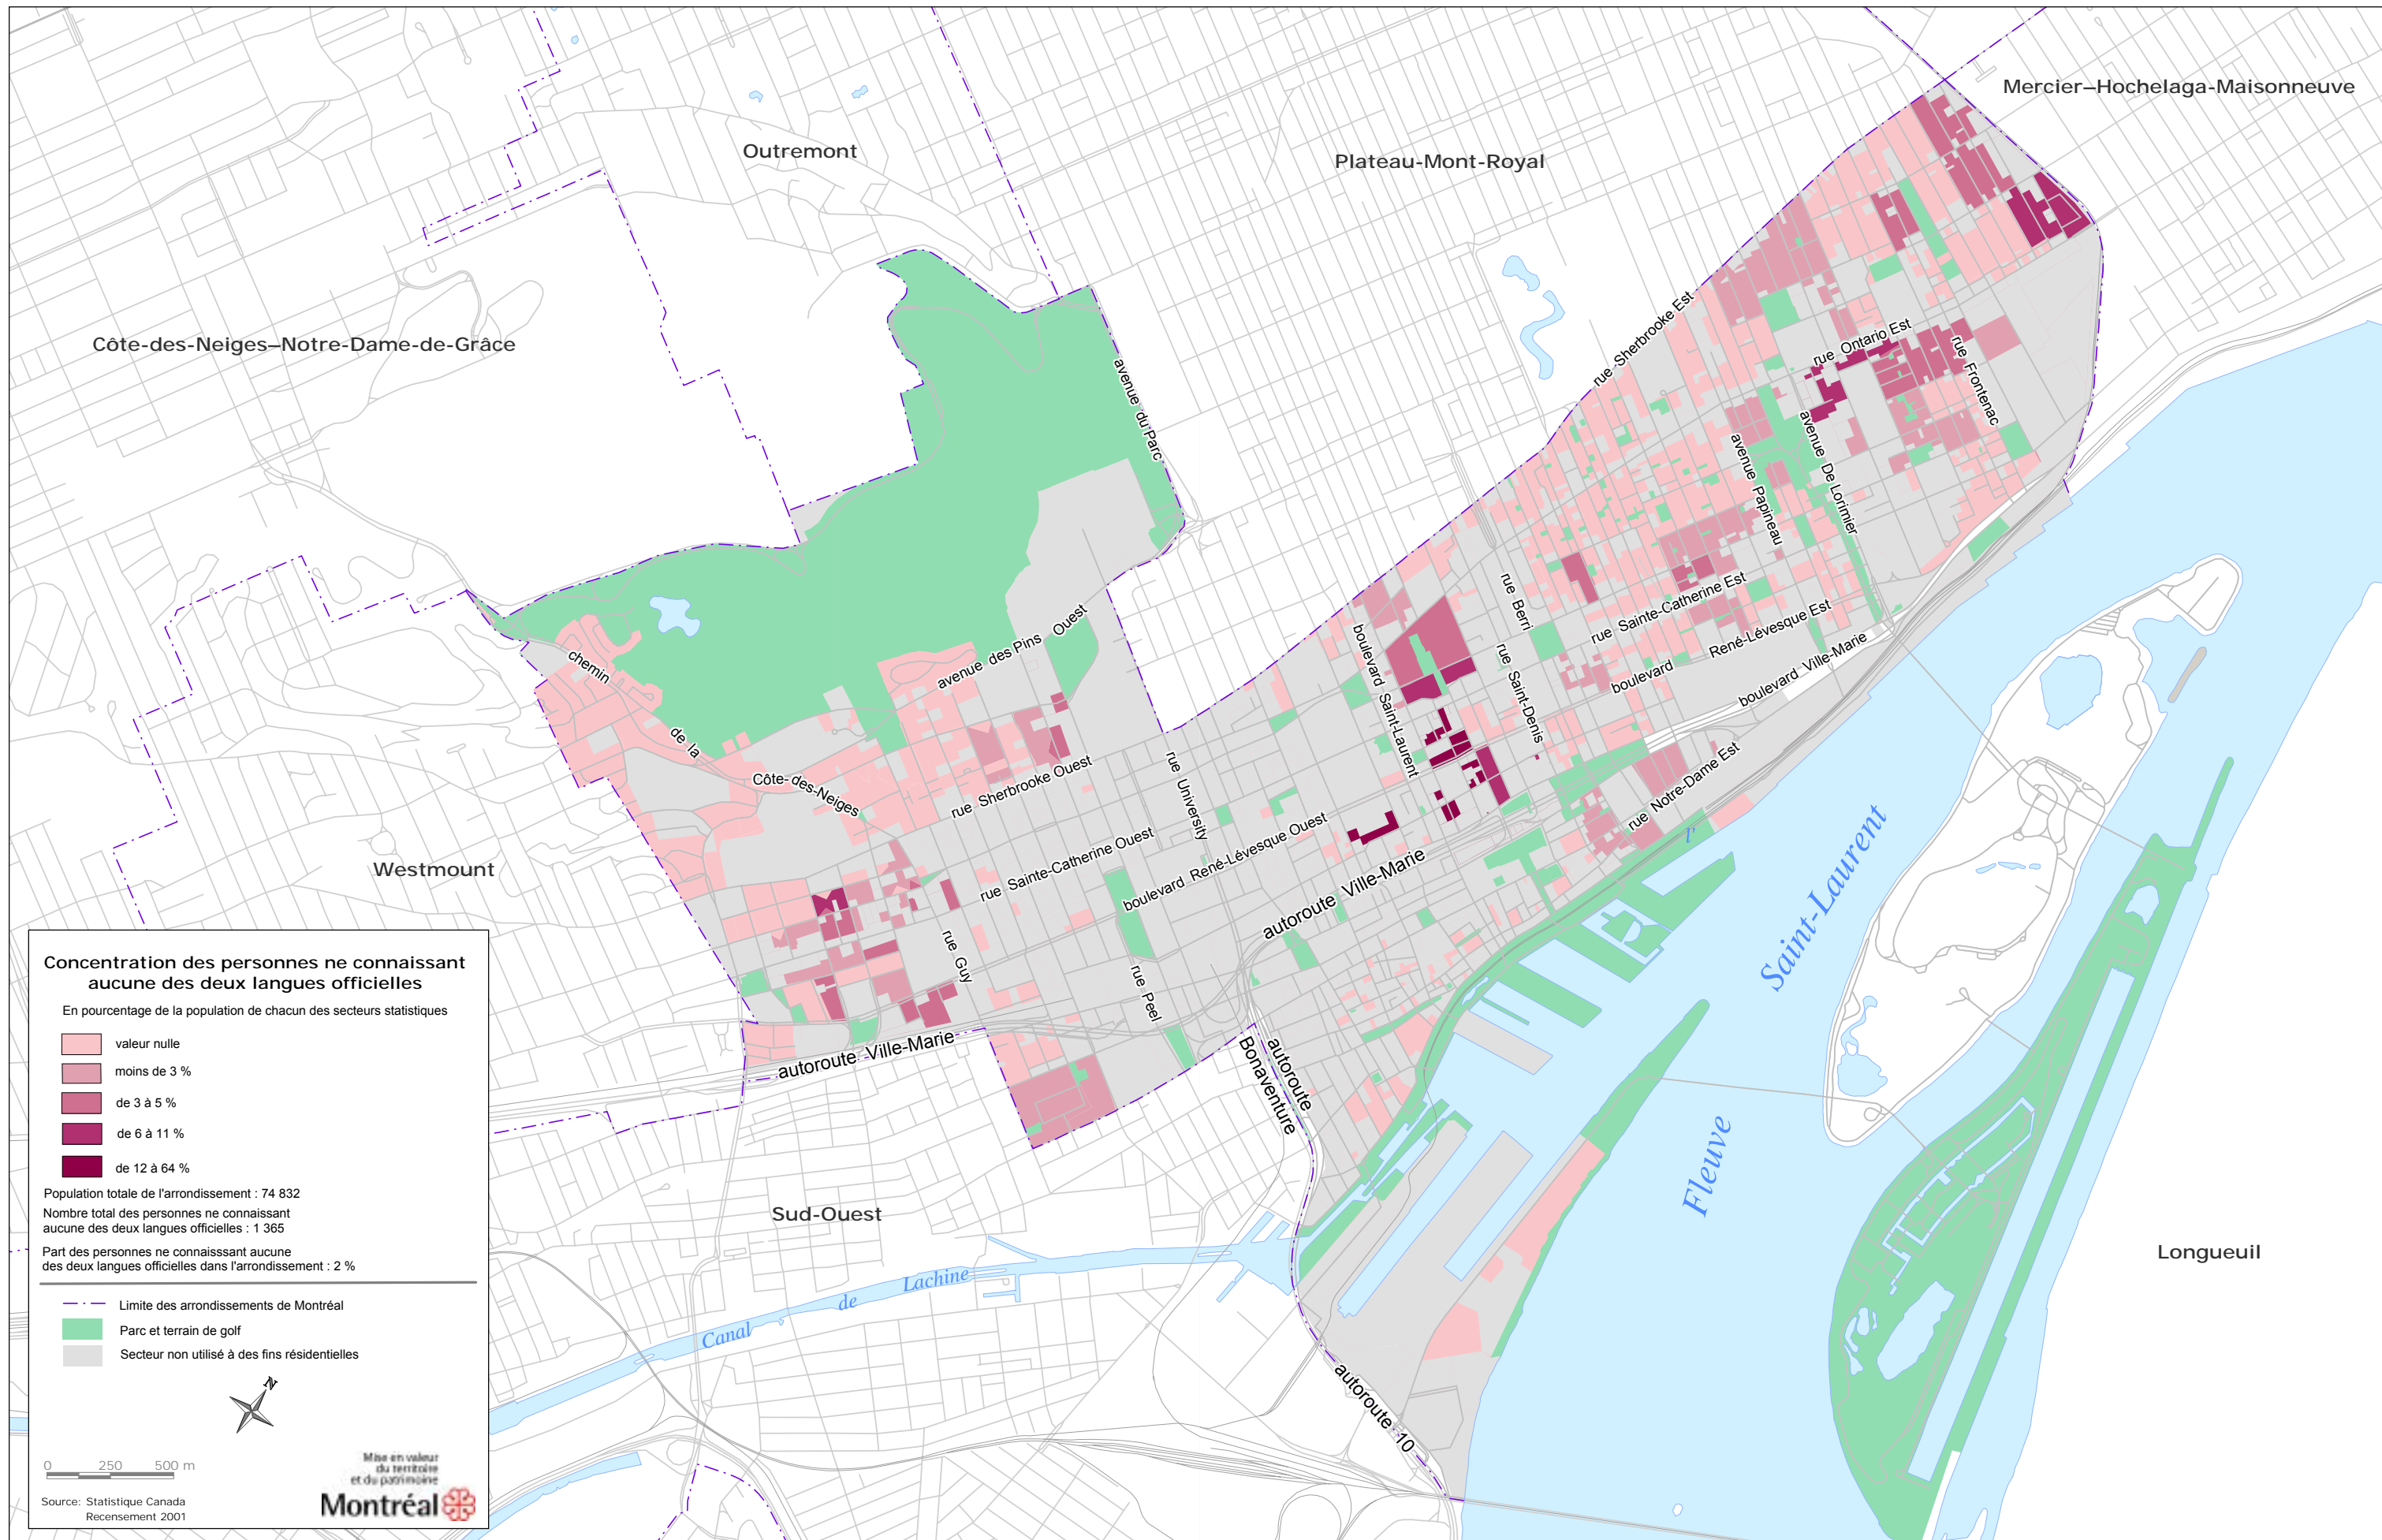 Mercier–Hochelaga-Maisonneuve
Outremont
Plateau-Mont-Royal
Côte-des-Neiges–Notre-Dame-de-Grâce
rue Sherbrooke Est
rue Ontario Est
rue Frontenac
avenue du Parc
avenue Papineau
avenue De Lorimier
rue Berri
rue Sainte-Catherine Est
René-Lévesque Est
boulevard
boulevard Ville-Marie
avenue des Pins Ouest
boulevard Saint-Laurent
rue Saint-Denis
chemin
de la
Côte-des-Neiges
rue Sherbrooke Ouest
rue University
rue Notre-Dame Est
rue Sainte-Catherine Ouest
boulevard René-Lévesque Ouest
autoroute Ville-Marie
Westmount
rue Guy
rue Peel
autoroute Ville-Marie
autoroute
Bonaventure
Fleuve
Saint-Laurent
l'
Sud-Ouest
Longueuil
Canal
de
Lachine
autoroute 10
Concentration des personnes ne connaissant
aucune des deux langues officielles
En pourcentage de la population de chacun des secteurs statistiques
valeur nulle
moins de 3 %
de 3 à 5 %
de 6 à 11 %
de 12 à 64 %
Population totale de l'arrondissement : 74 832
Nombre total des personnes ne connaissant
aucune des deux langues officielles : 1 365
Part des personnes ne connaisssant aucune
des deux langues officielles dans l'arrondissement : 2 %
Limite des arrondissements de Montréal
Parc et terrain de golf
Secteur non utilisé à des fins résidentielles
N
0 250 500 m
Mise en valeur
du territoire
et du patrimoine
Montréal
Source: Statistique Canada
Recensement 2001